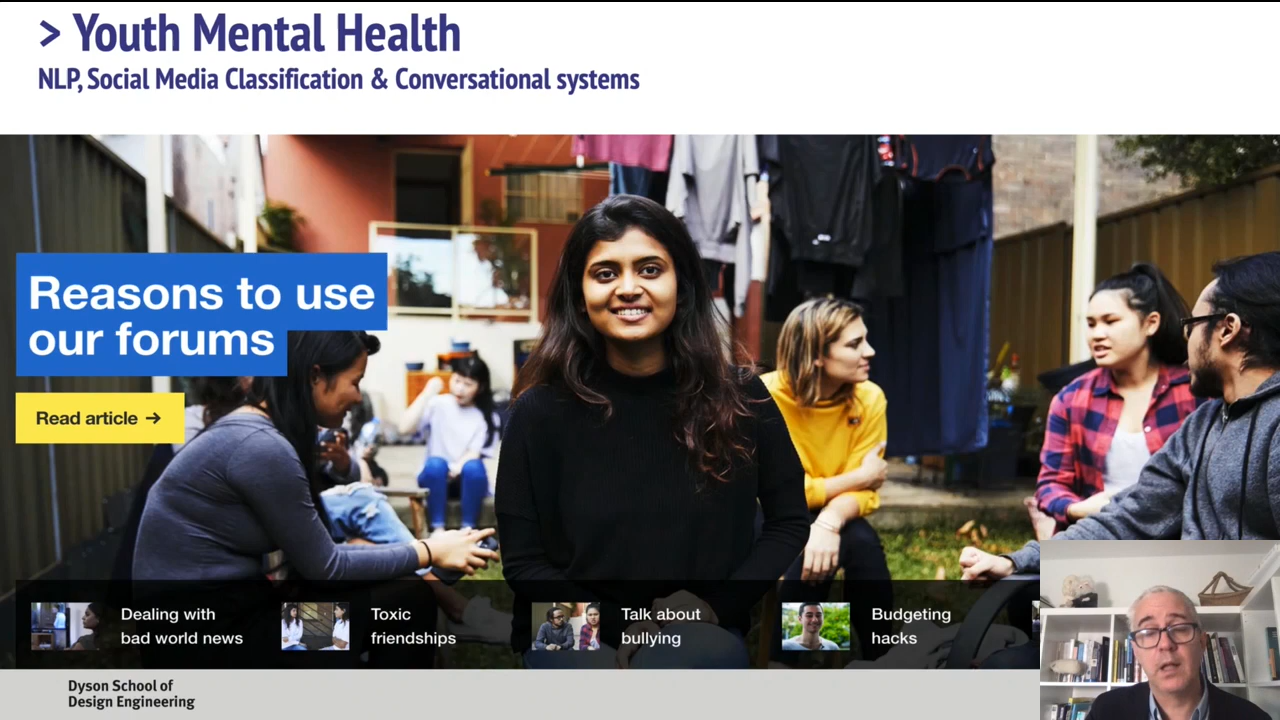 > Youth Mental Health
NLP, Social Media Classification & Conversational systems
Reasons to use
our forums
Read article →
Dealing with
bad world news
Toxic
friendships
Talk about
bullying
Budgeting
hacks
Dyson School of
Design Engineering